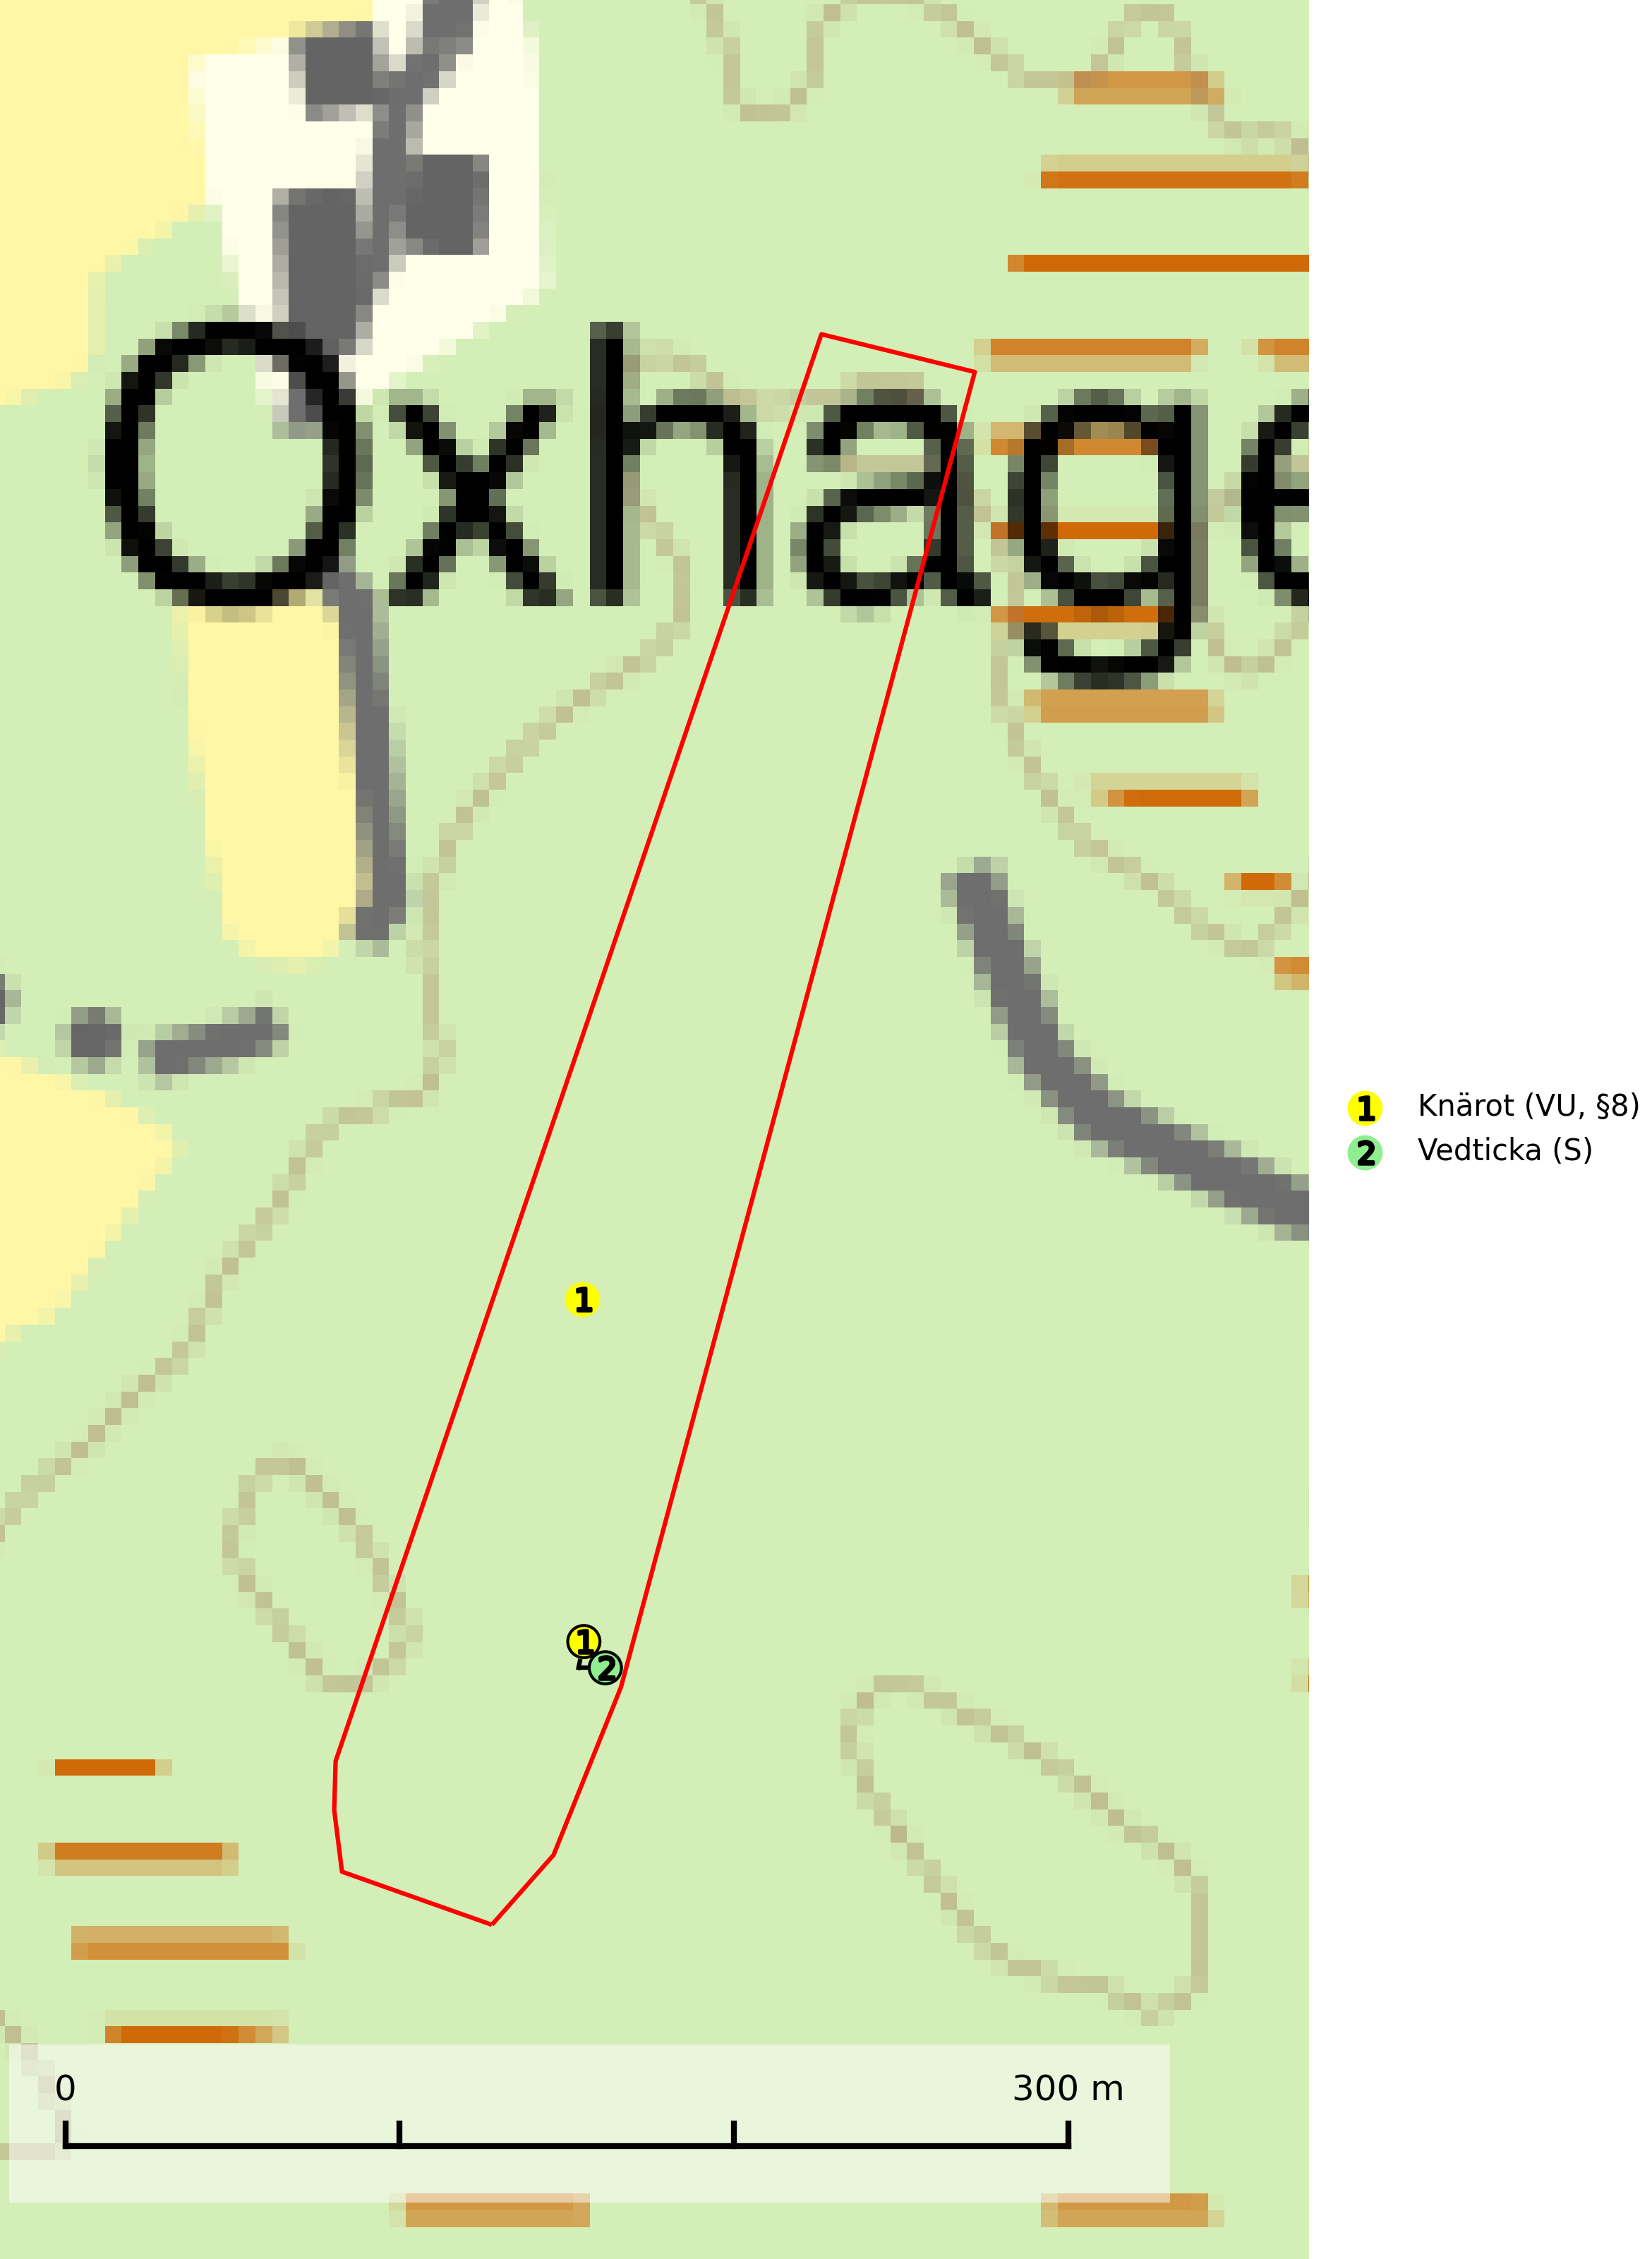 Oxhage
1 Knärot (VU, §8)
2 Vedticka (S)
1
1
2
0 300 m